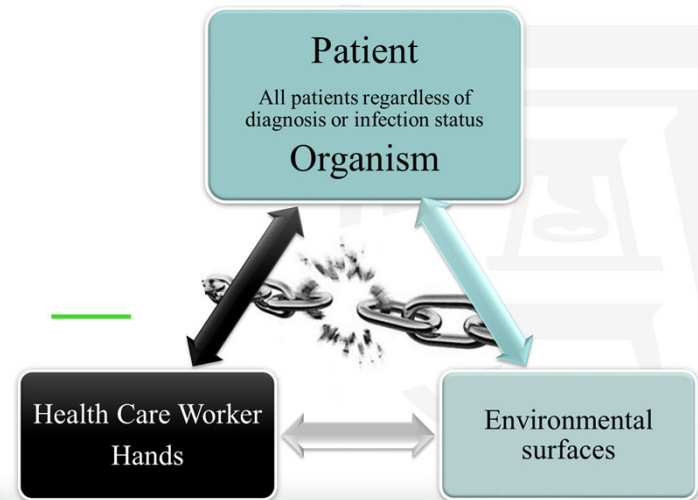 Patient
All patients regardless of
diagnosis or infection status
Organism
Health Care Worker
Hands
Environmental
surfaces